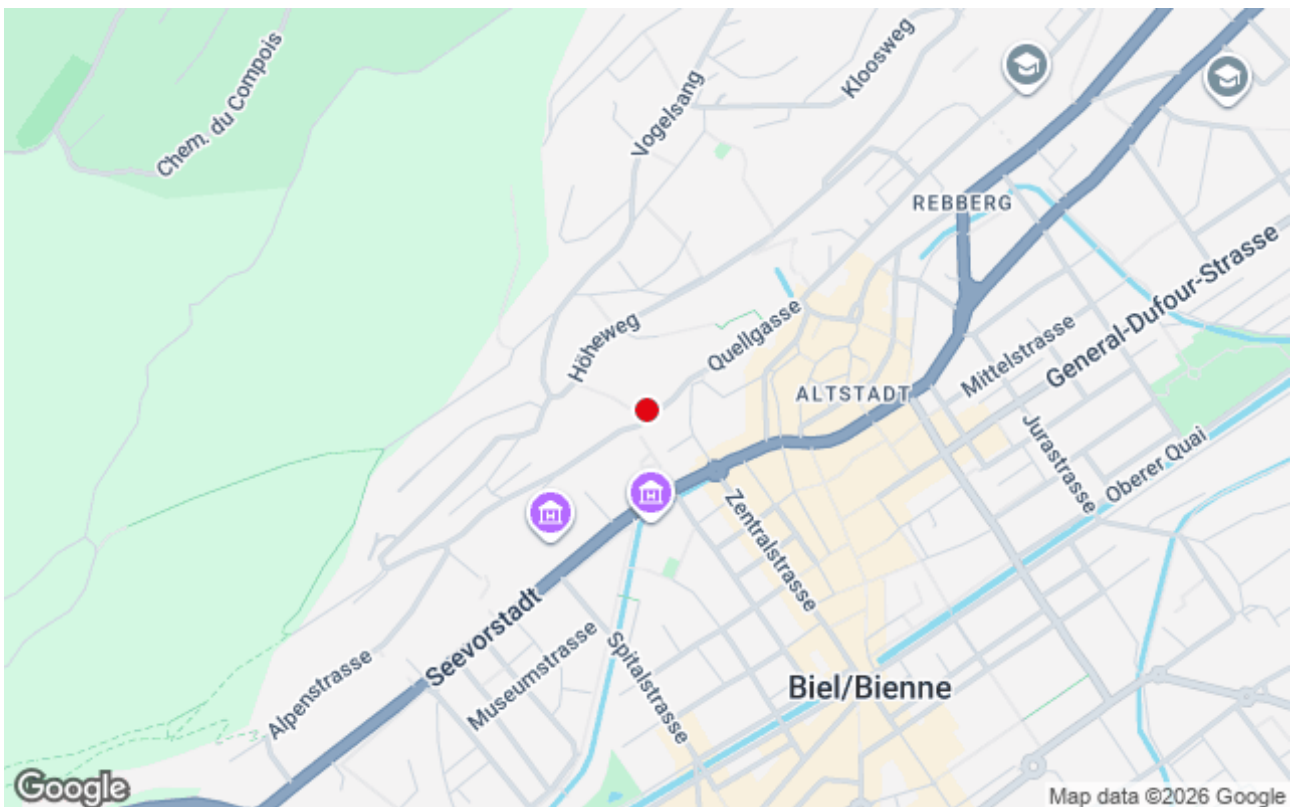 Chem. du Compois
Vogelsang
Kloosweg
REBBERG
General-Dufour-Strasse
Höheweg
Quellgasse
Mittelstrasse
ALTSTADT
Jurastrasse
Oberer Quai
Zentralstrasse
Seevorstadt
Museumstrasse
Spitalstrasse
Alpenstrasse
Biel/Bienne
H
H
Google
Map data ©2026 Google